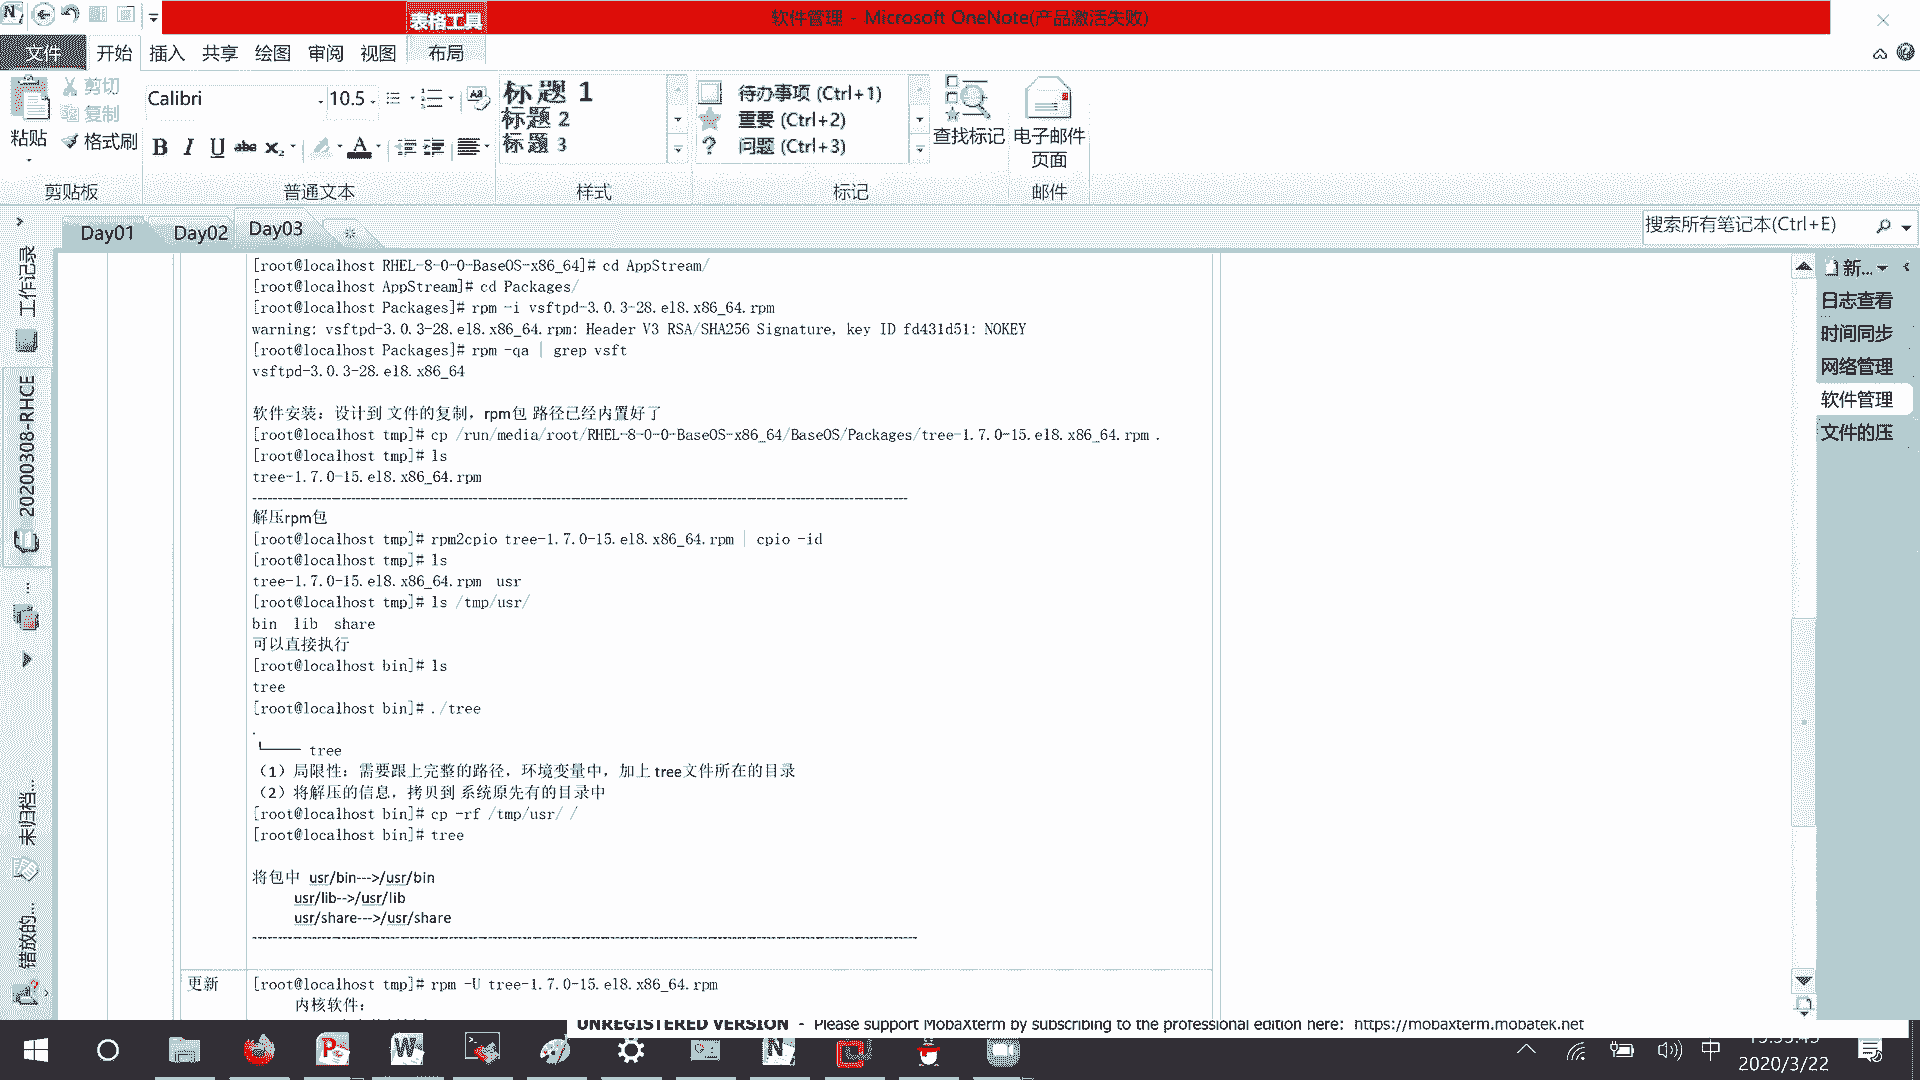 表格工具
软件管理 - Microsoft OneNote(产品激活失败)
文件 开始 插入 共享 绘图 审阅 视图 布局
粘贴
剪切
复制
格式刷
剪贴板
Calibri 10.5
B I U abc x₂ A
普通文本
标题 1
标题 2
标题 3
样式
待办事项 (Ctrl+1)
重要 (Ctrl+2)
问题 (Ctrl+3)
标记
查找标记
电子邮件
页面
邮件
Day01 Day02 Day03
搜索所有笔记本(Ctrl+E)
工作记录
20200308-RHCE
...
未归档...
错放的...
[root@localhost RHEL-8-0-0-BaseOS-x86_64]# cd AppStream/
[root@localhost AppStream]# cd Packages/
[root@localhost Packages]# rpm -i vsftpd-3.0.3-28.el8.x86_64.rpm
warning: vsftpd-3.0.3-28.el8.x86_64.rpm: Header V3 RSA/SHA256 Signature, key ID fd431d51: NOKEY
[root@localhost Packages]# rpm -qa | grep vsft
vsftpd-3.0.3-28.el8.x86_64
软件安装：设计到 文件的复制，rpm包 路径已经内置好了
[root@localhost tmp]# cp /run/media/root/RHEL-8-0-0-BaseOS-x86_64/BaseOS/Packages/tree-1.7.0-15.el8.x86_64.rpm .
[root@localhost tmp]# ls
tree-1.7.0-15.el8.x86_64.rpm
解压rpm包
[root@localhost tmp]# rpm2cpio tree-1.7.0-15.el8.x86_64.rpm | cpio -id
[root@localhost tmp]# ls
tree-1.7.0-15.el8.x86_64.rpm usr
[root@localhost tmp]# ls /tmp/usr/
bin lib share
可以直接执行
[root@localhost bin]# ls
tree
[root@localhost bin]# ./tree
.
└── tree
（1）局限性：需要跟上完整的路径，环境变量中，加上 tree文件所在的目录
（2）将解压的信息，拷贝到 系统原先有的目录中
[root@localhost bin]# cp -rf /tmp/usr/ /
[root@localhost bin]# tree
将包中 usr/bin--->/usr/bin
usr/lib-->/usr/lib
usr/share--->/usr/share
更新 [root@localhost tmp]# rpm -U tree-1.7.0-15.el8.x86_64.rpm
内核软件：
新...
日志查看
时间同步
网络管理
软件管理
文件的压
UNREGISTERED VERSION - Please support MobaXterm by subscribing to the professional edition here: https://mobaxterm.mobatek.net
中
2020/3/22